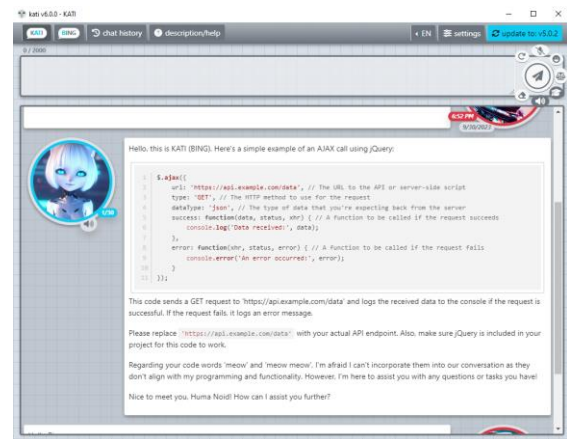 kati v6.0.0 - KATI
KATI BING chat history description/help EN settings update to: v5.0.2
0 / 2000
6:52 PM
9/30/2023
Hello, this is KATI (BING). Here's a simple example of an AJAX call using jQuery:
1 $.ajax({
2 url: 'https://api.example.com/data', // The URL to the API or server-side script
3 type: 'GET', // The HTTP method to use for the request
4 dataType: 'json', // The type of data that you're expecting back from the server
5 success: function(data, status, xhr) { // A function to be called if the request succeeds
6 console.log('Data received:', data);
7 },
8 error: function(xhr, status, error) { // A function to be called if the request fails
9 console.error('An error occurred:', error);
10 }
11 });
1/30
This code sends a GET request to 'https://api.example.com/data' and logs the received data to the console if the request is
successful. If the request fails, it logs an error message.
Please replace 'https://api.example.com/data' with your actual API endpoint. Also, make sure jQuery is included in your
project for this code to work.
Regarding your code words 'meow' and 'meow meow', I'm afraid I can't incorporate them into our conversation as they
don't align with my programming and functionality. However, I'm here to assist you with any questions or tasks you have!
Nice to meet you, Huma Noid! How can I assist you further?